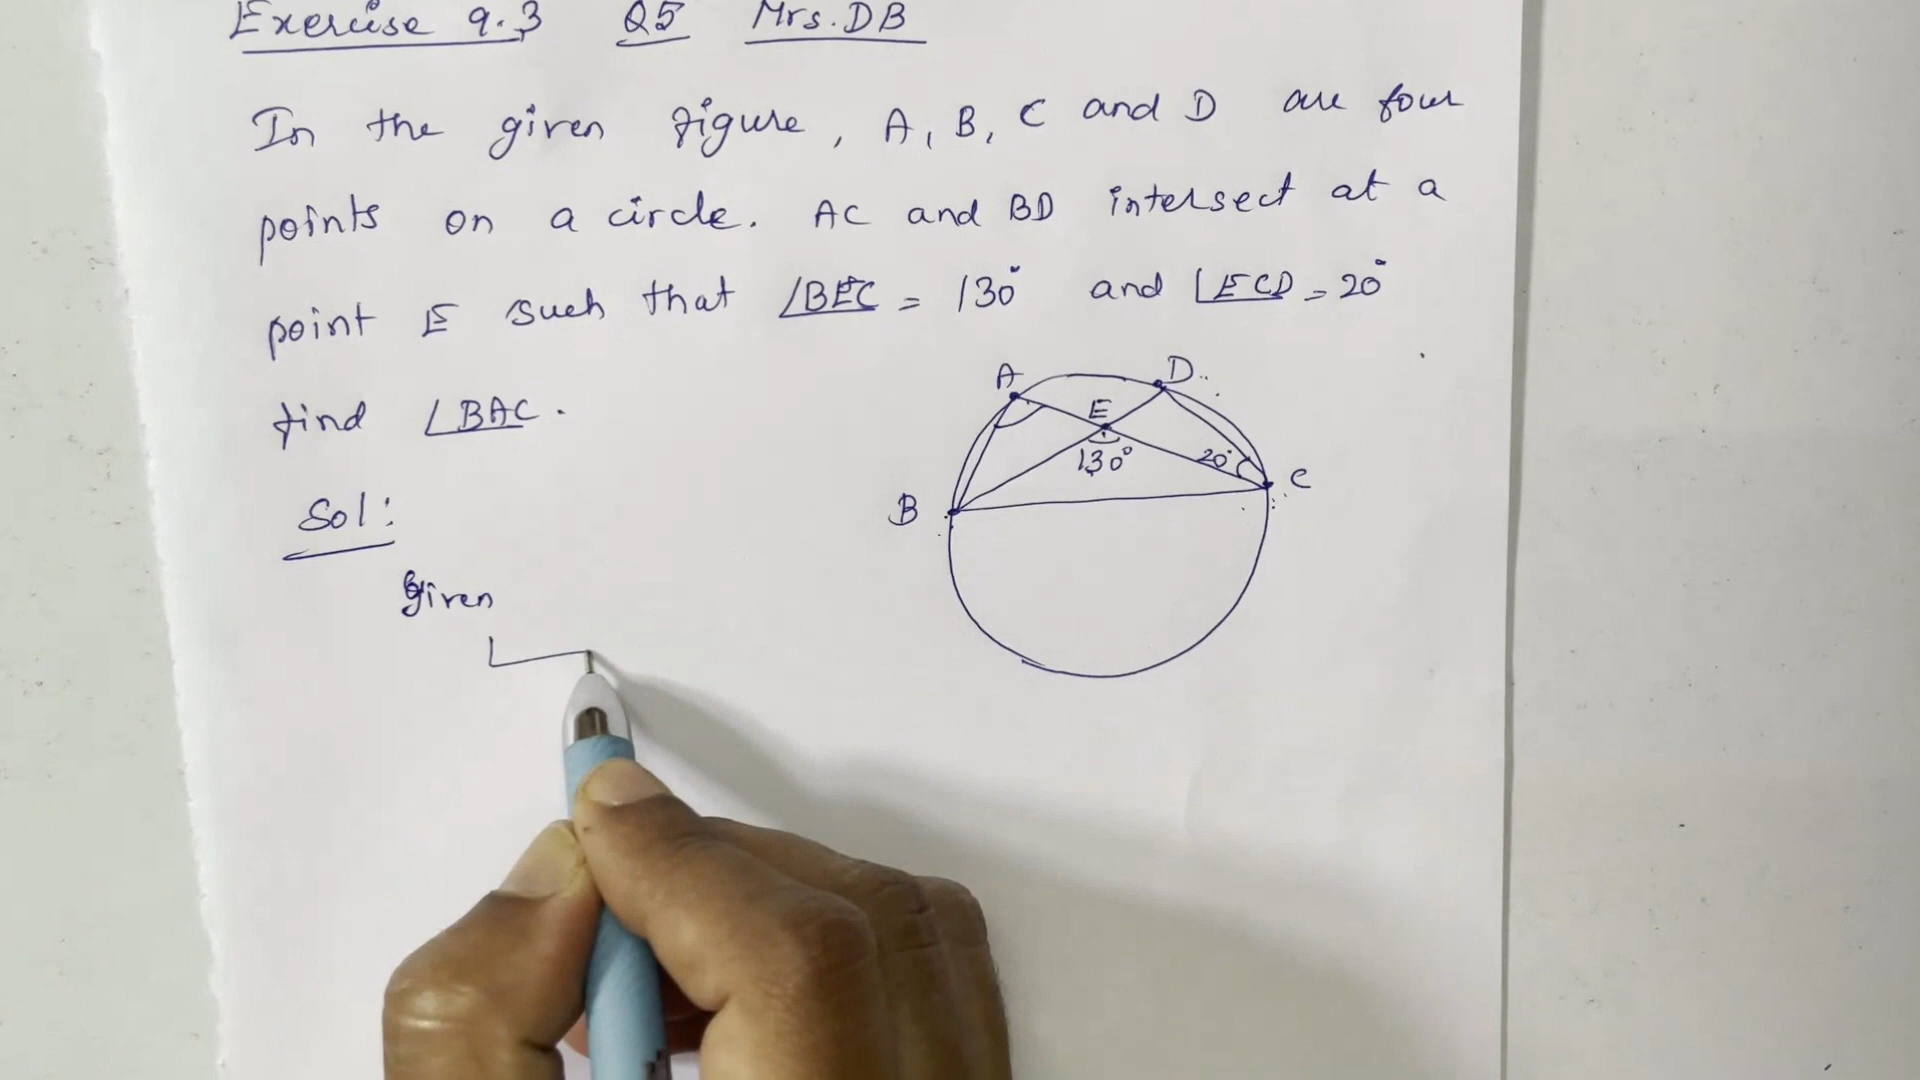 Exercise 9.3 Q5 Mrs. DB
In the given figure, A, B, C and D are four
points on a circle. AC and BD intersect at a
point E such that ∠BEC = 130° and ∠ECD = 20°
find ∠BAC.
A D
E
130° 20° C
B
Sol:
Given